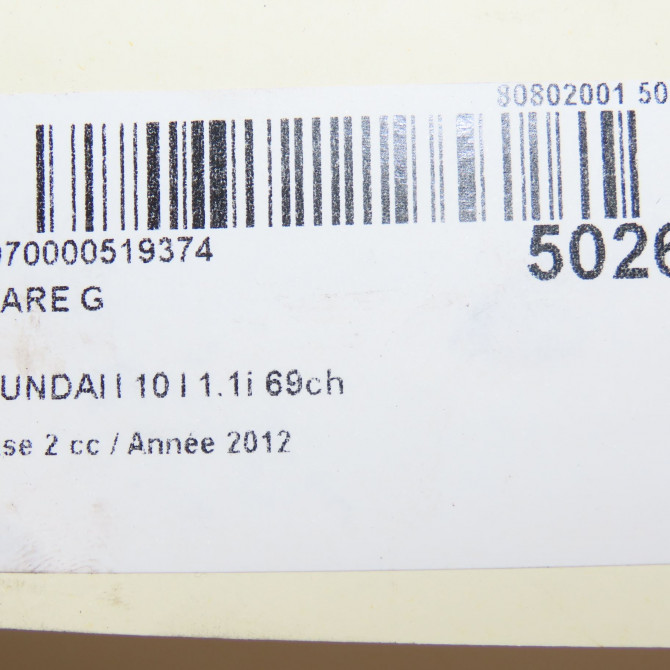 80802001 50
070000519374
5026
ARE G
UNDAI I 10 I 1.1i 69ch
se 2 cc / Année 2012